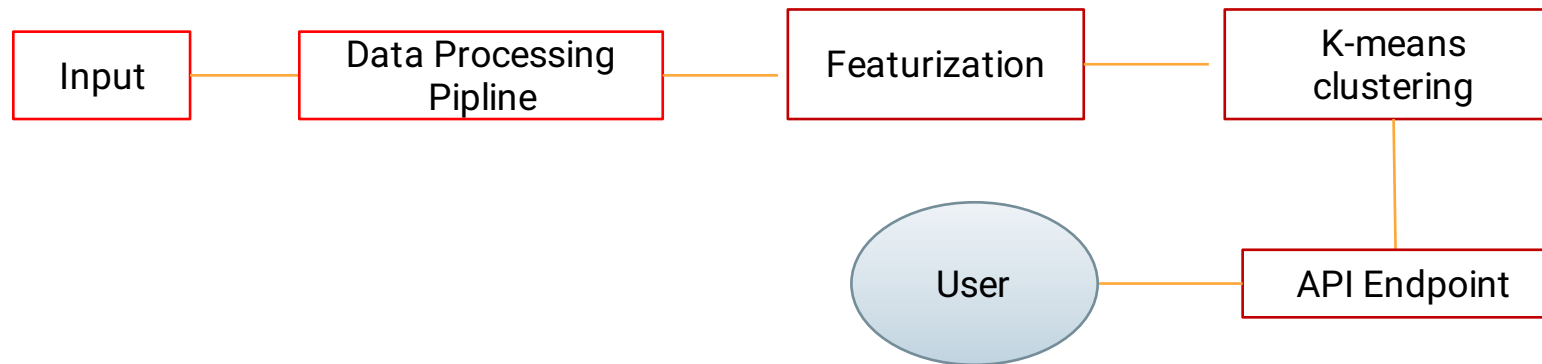 Input
Data Processing
Pipline
Featurization
K-means
clustering
User
API Endpoint